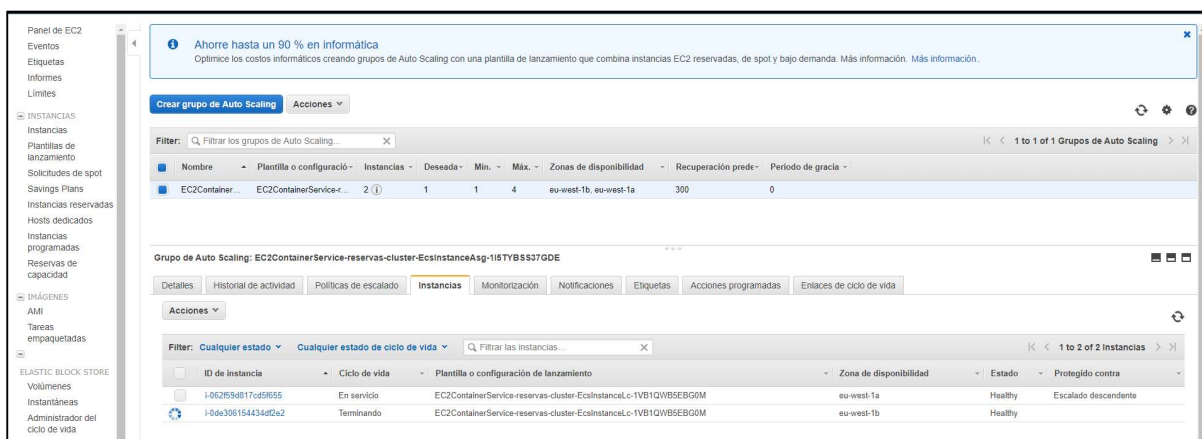 Panel de EC2
Eventos
Etiquetas
Informes
Límites
INSTANCIAS
Instancias
Plantillas de
lanzamiento
Solicitudes de spot
Savings Plans
Instancias reservadas
Hosts dedicados
Instancias
programadas
Reservas de
capacidad
IMÁGENES
AMI
Tareas
empaquetadas
ELASTIC BLOCK STORE
Volúmenes
Instantáneas
Administrador del
ciclo de vida
Ahorre hasta un 90 % en informática
Optimice los costos informáticos creando grupos de Auto Scaling con una plantilla de lanzamiento que combina instancias EC2 reservadas, de spot y bajo demanda. Más información. Más información.
Crear grupo de Auto Scaling Acciones
Filter: Filtrar los grupos de Auto Scaling... 1 to 1 of 1 Grupos de Auto Scaling
Nombre Plantilla o configuració Instancias Deseada Mín. Máx. Zonas de disponibilidad Recuperación prede Periodo de gracia
EC2Container... EC2ContainerService-r... 2 1 1 4 eu-west-1b, eu-west-1a 300 0
Grupo de Auto Scaling: EC2ContainerService-reservas-cluster-EcsInstanceAsg-1I5TYBSS37GDE
Detalles Historial de actividad Políticas de escalado Instancias Monitorización Notificaciones Etiquetas Acciones programadas Enlaces de ciclo de vida
Acciones
Filter: Cualquier estado Cualquier estado de ciclo de vida Filtrar las instancias... 1 to 2 of 2 Instancias
ID de instancia Ciclo de vida Plantilla o configuración de lanzamiento Zona de disponibilidad Estado Protegido contra
i-062f59d817cd5f655 En servicio EC2ContainerService-reservas-cluster-EcsInstanceLc-1VB1QWB5EBG0M eu-west-1a Healthy Escalado descendente
i-0de306154434df2e2 Terminando EC2ContainerService-reservas-cluster-EcsInstanceLc-1VB1QWB5EBG0M eu-west-1b Healthy